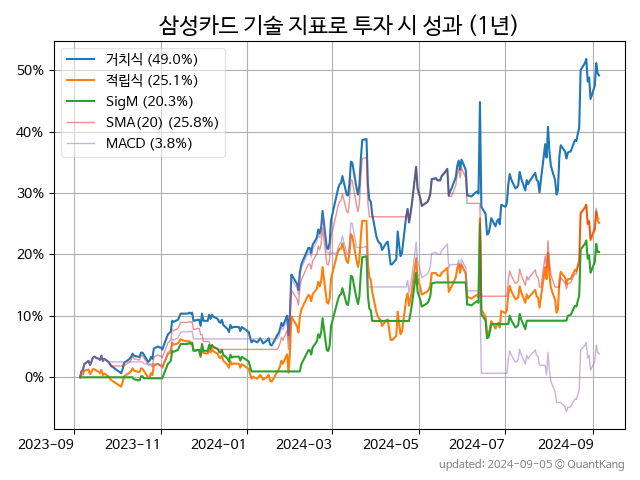 삼성카드 기술 지표로 투자 시 성과 (1년)
거치식 (49.0%)
적립식 (25.1%)
SigM (20.3%)
SMA(20) (25.8%)
MACD (3.8%)
50%
40%
30%
20%
10%
0%
2023-09 2023-11 2024-01 2024-03 2024-05 2024-07 2024-09
updated: 2024-09-05 ⓒ QuantKang